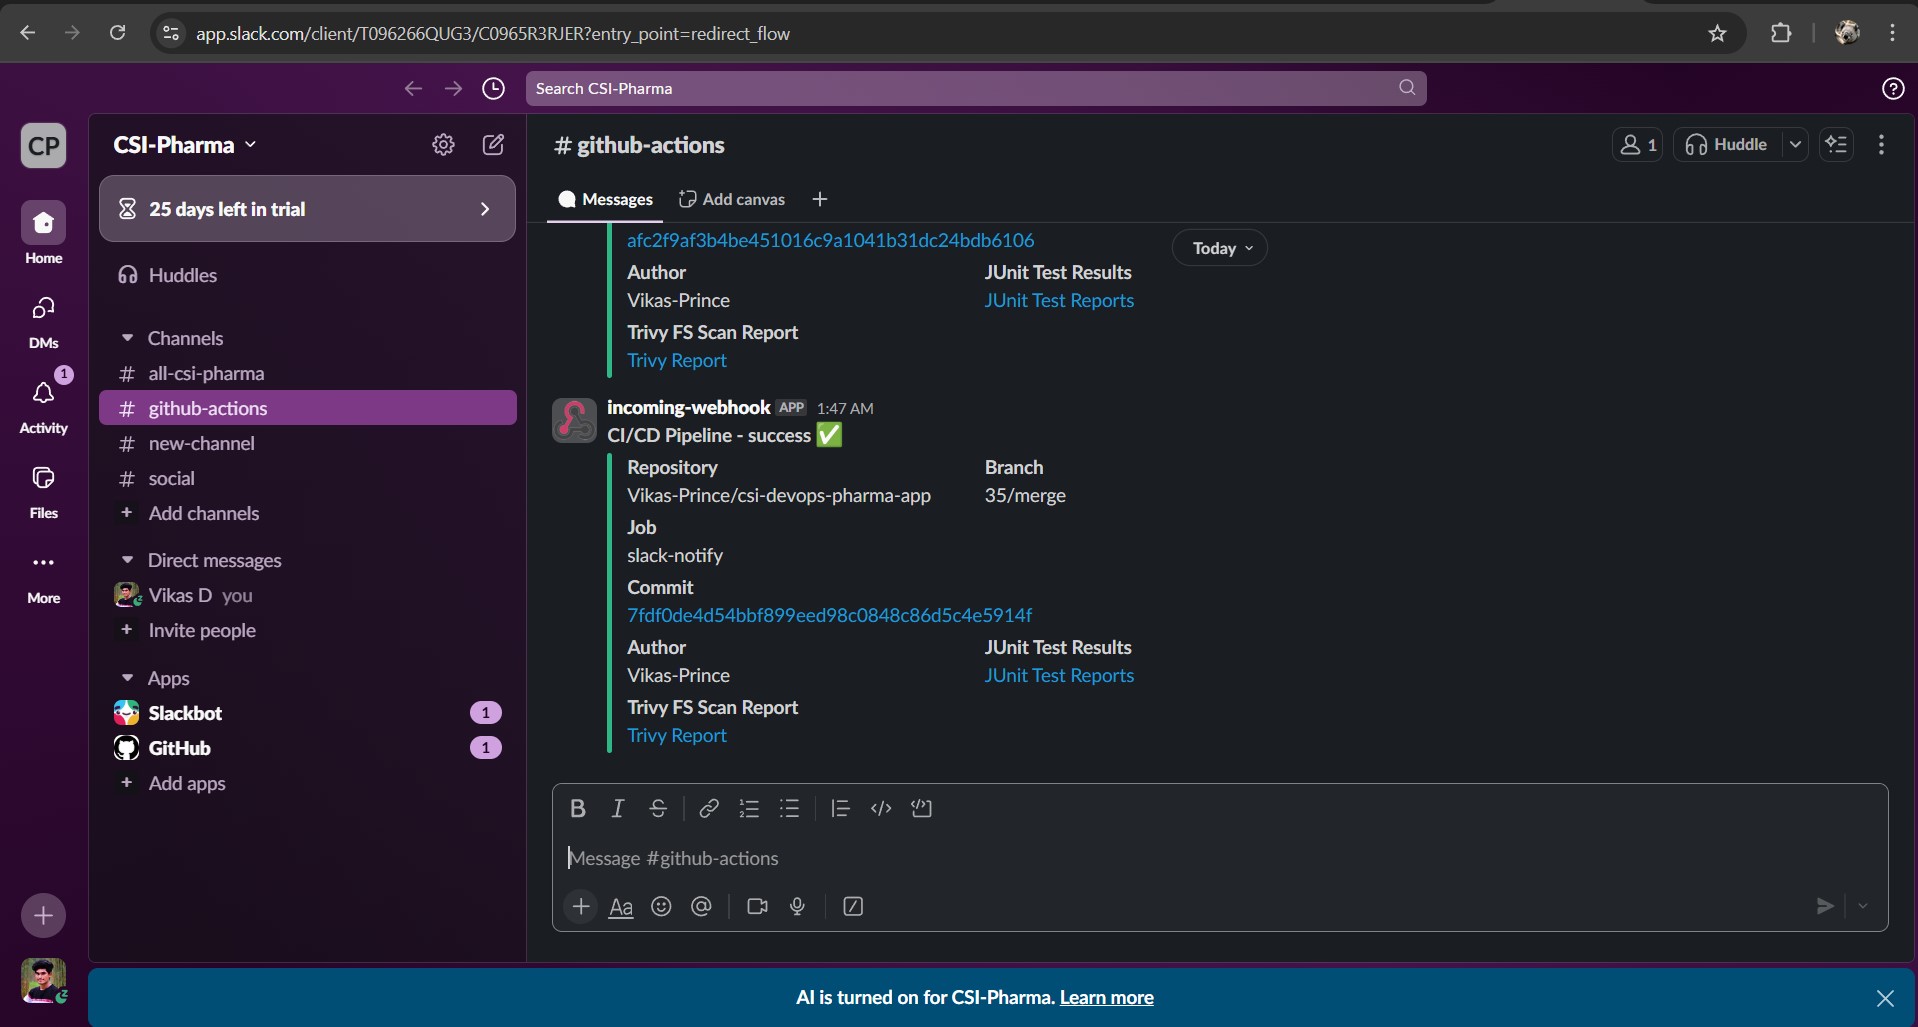 app.slack.com/client/T096266QUG3/C0965R3RJER?entry_point=redirect_flow
Search CSI-Pharma
CP
Home
DMs
1
Activity
Files
More
CSI-Pharma
25 days left in trial
Huddles
Channels
# all-csi-pharma
# github-actions
# new-channel
# social
+ Add channels
Direct messages
Vikas D you
+ Invite people
Apps
Slackbot 1
GitHub 1
+ Add apps
# github-actions
1 Huddle
Messages Add canvas +
Today
afc2f9af3b4be451016c9a1041b31dc24bdb6106
Author JUnit Test Results
Vikas-Prince JUnit Test Reports
Trivy FS Scan Report
Trivy Report
incoming-webhook APP 1:47 AM
CI/CD Pipeline - success ✅
Repository Branch
Vikas-Prince/csi-devops-pharma-app 35/merge
Job
slack-notify
Commit
7fdf0de4d54bbf899eed98c0848c86d5c4e5914f
Author JUnit Test Results
Vikas-Prince JUnit Test Reports
Trivy FS Scan Report
Trivy Report
Message #github-actions
Aa
AI is turned on for CSI-Pharma. Learn more